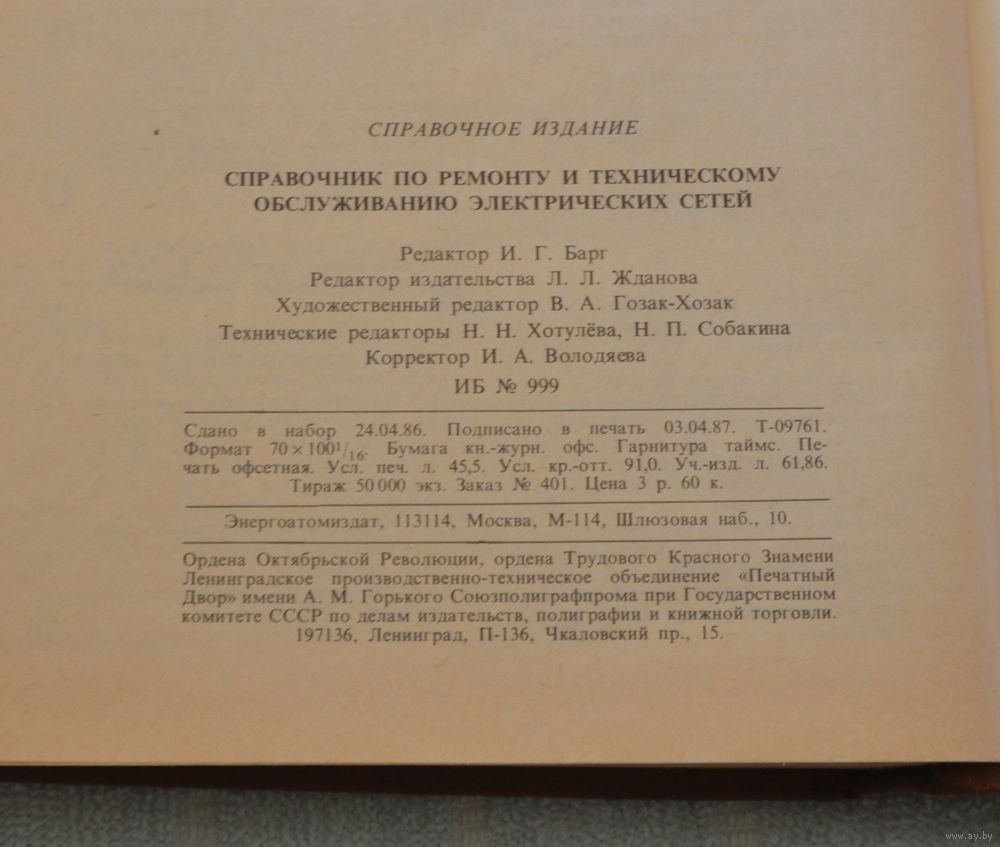 СПРАВОЧНОЕ ИЗДАНИЕ
СПРАВОЧНИК ПО РЕМОНТУ И ТЕХНИЧЕСКОМУ
ОБСЛУЖИВАНИЮ ЭЛЕКТРИЧЕСКИХ СЕТЕЙ
Редактор И. Г. Барг
Редактор издательства Л. Л. Жданова
Художественный редактор В. А. Гозак-Хозак
Технические редакторы Н. Н. Хотулёва, Н. П. Собакина
Корректор И. А. Володяева
ИБ № 999
Сдано в набор 24.04.86. Подписано в печать 03.04.87. Т-09761.
Формат 70×100¹/₁₆. Бумага кн.-журн. офс. Гарнитура таймс. Пе-
чать офсетная. Усл. печ. л. 45,5. Усл. кр.-отт. 91,0. Уч.-изд. л. 61,86.
Тираж 50 000 экз. Заказ № 401. Цена 3 р. 60 к.
Энергоатомиздат, 113114, Москва, М-114, Шлюзовая наб., 10.
Ордена Октябрьской Революции, ордена Трудового Красного Знамени
Ленинградское производственно-техническое объединение «Печатный
Двор» имени А. М. Горького Союзполиграфпрома при Государственном
комитете СССР по делам издательств, полиграфии и книжной торговли.
197136, Ленинград, П-136, Чкаловский пр., 15.
www.ay.by